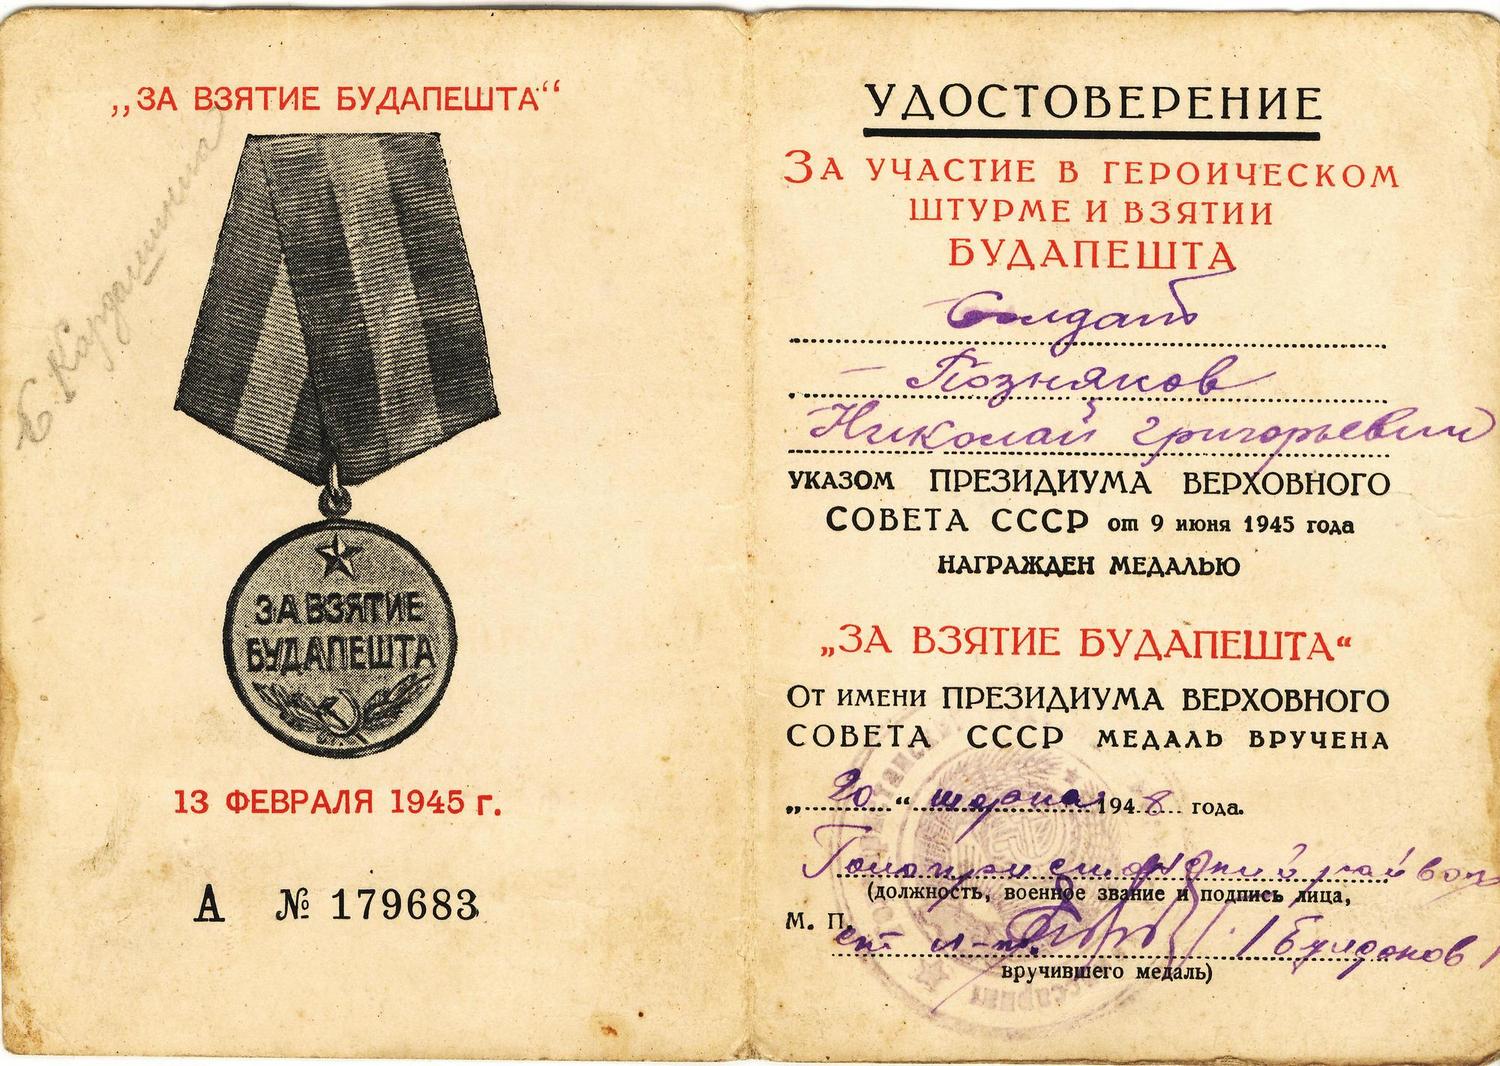 „ЗА ВЗЯТИЕ БУДАПЕШТА“
ЗА ВЗЯТИЕ
БУДАПЕШТА
13 ФЕВРАЛЯ 1945 г.
А № 179683
УДОСТОВЕРЕНИЕ
ЗА УЧАСТИЕ В ГЕРОИЧЕСКОМ
ШТУРМЕ И ВЗЯТИИ
БУДАПЕШТА
Солдат
Позняков
Николай Григорьевич
УКАЗОМ ПРЕЗИДИУМА ВЕРХОВНОГО
СОВЕТА СССР от 9 июня 1945 года
НАГРАЖДЕН МЕДАЛЬЮ
„ЗА ВЗЯТИЕ БУДАПЕШТА“
ОТ ИМЕНИ ПРЕЗИДИУМА ВЕРХОВНОГО
СОВЕТА СССР МЕДАЛЬ ВРУЧЕНА
„20“ марта 1948 года.
(должность, военное звание и подпись лица,
М. П.
ст л-т. /Булдаков/
вручившего медаль)